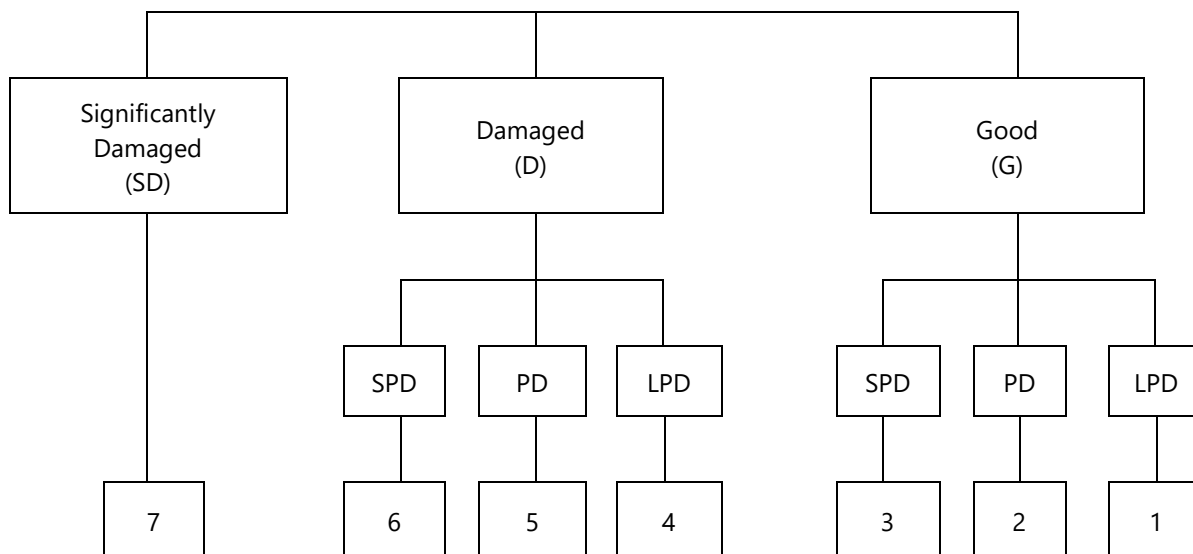 Significantly
Damaged
(SD)
Damaged
(D)
Good
(G)
SPD
PD
LPD
SPD
PD
LPD
7
6
5
4
3
2
1